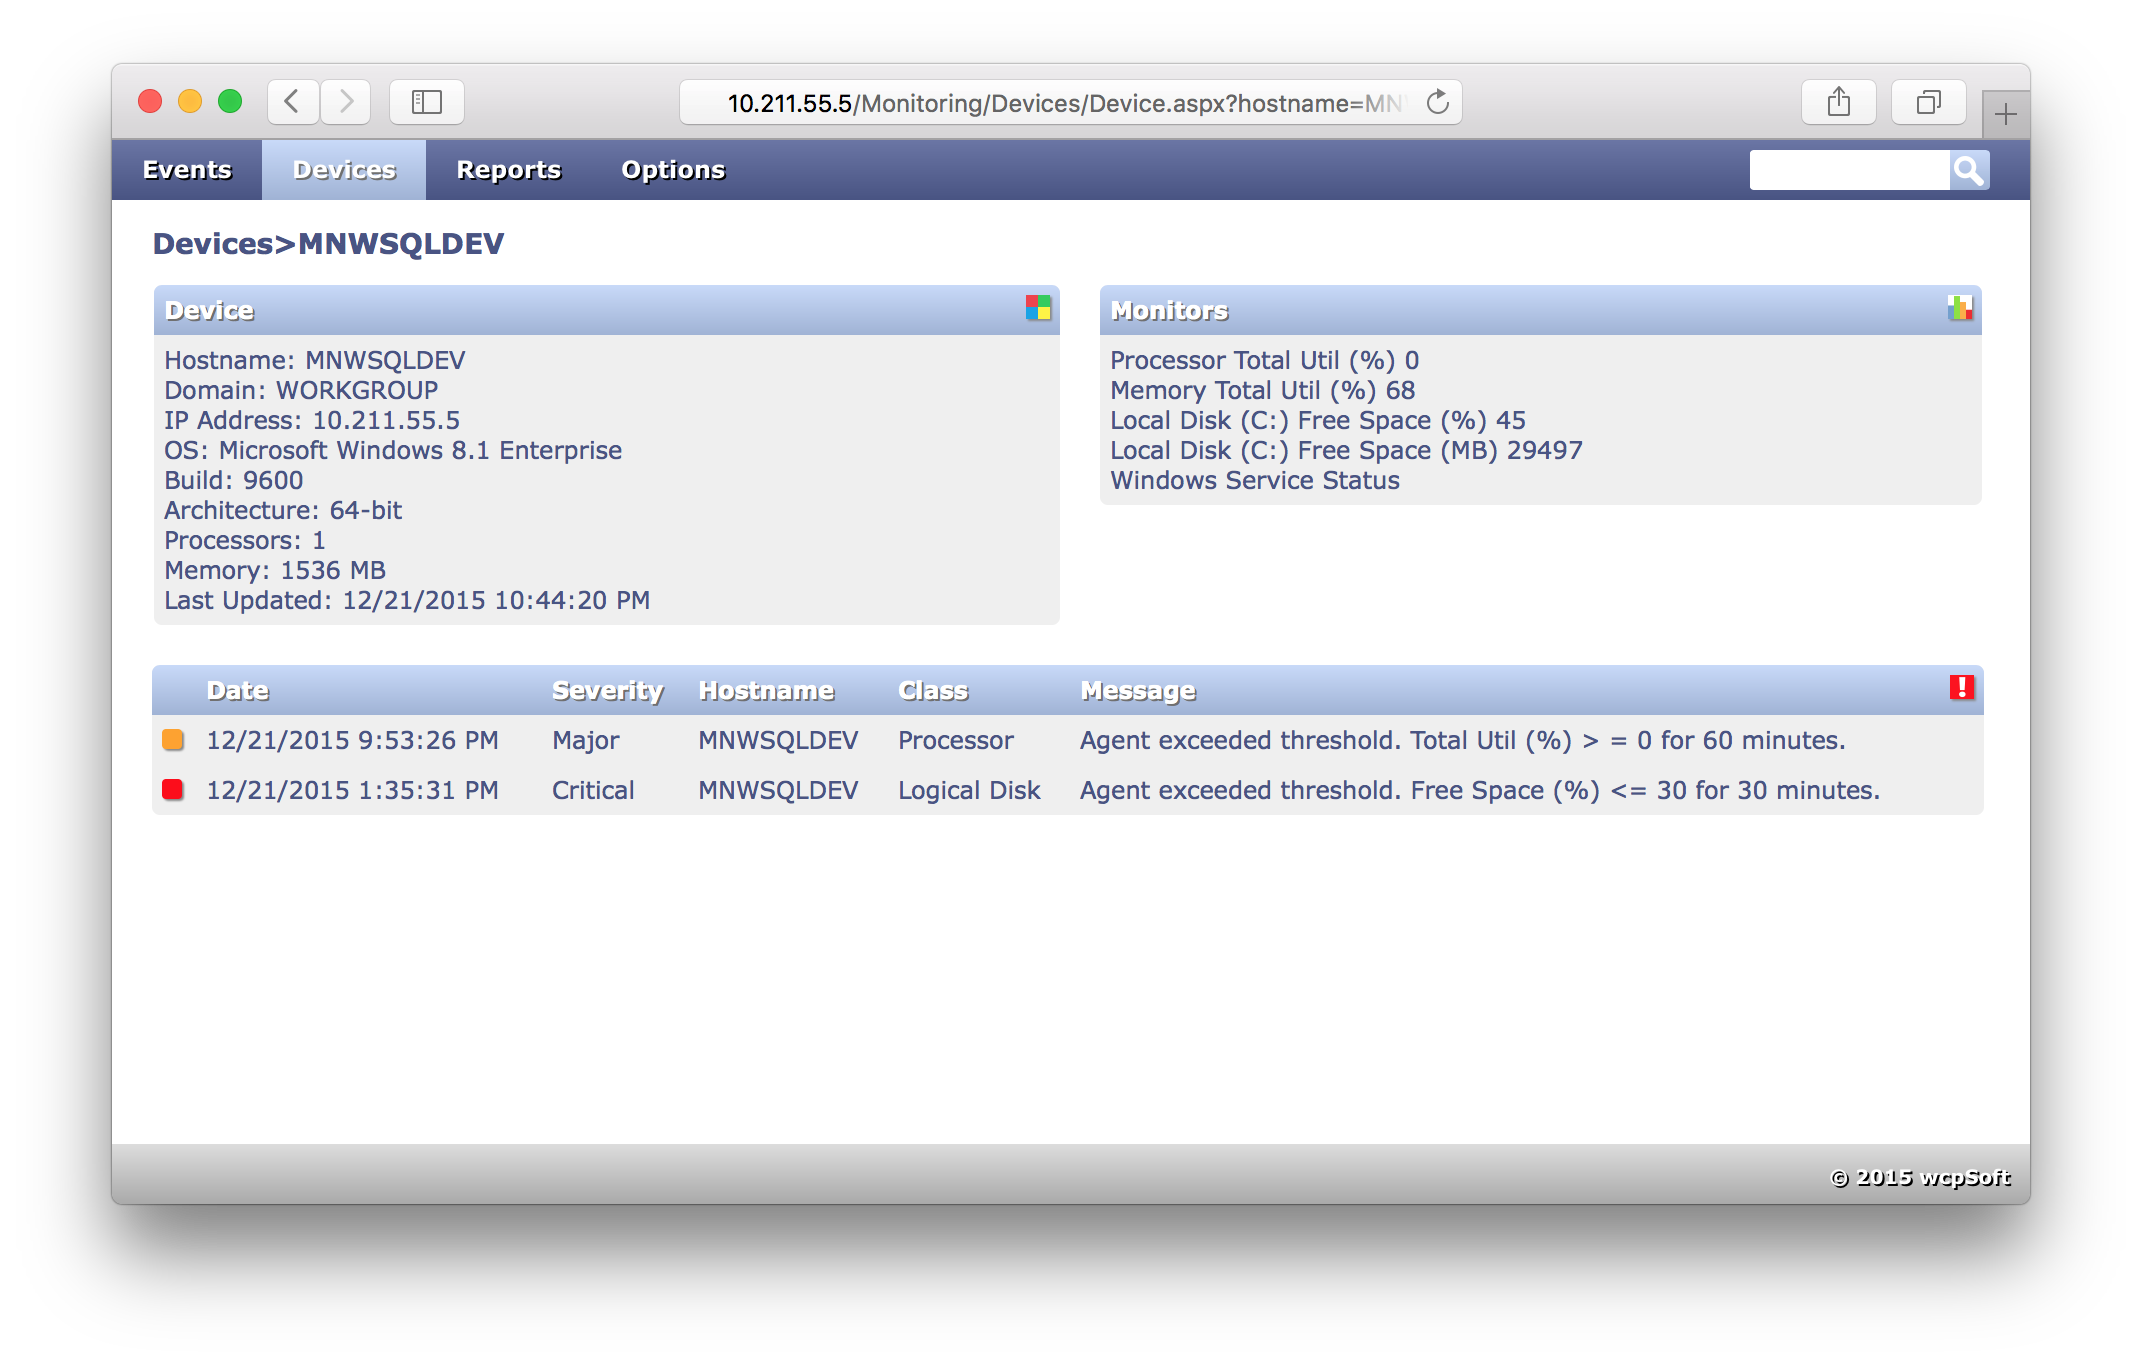 10.211.55.5/Monitoring/Devices/Device.aspx?hostname=MN
Events Devices Reports Options
Devices>MNWSQLDEV
Device
Hostname: MNWSQLDEV
Domain: WORKGROUP
IP Address: 10.211.55.5
OS: Microsoft Windows 8.1 Enterprise
Build: 9600
Architecture: 64-bit
Processors: 1
Memory: 1536 MB
Last Updated: 12/21/2015 10:44:20 PM
Monitors
Processor Total Util (%) 0
Memory Total Util (%) 68
Local Disk (C:) Free Space (%) 45
Local Disk (C:) Free Space (MB) 29497
Windows Service Status
Date Severity Hostname Class Message
12/21/2015 9:53:26 PM Major MNWSQLDEV Processor Agent exceeded threshold. Total Util (%) > = 0 for 60 minutes.
12/21/2015 1:35:31 PM Critical MNWSQLDEV Logical Disk Agent exceeded threshold. Free Space (%) <= 30 for 30 minutes.
© 2015 wcpSoft